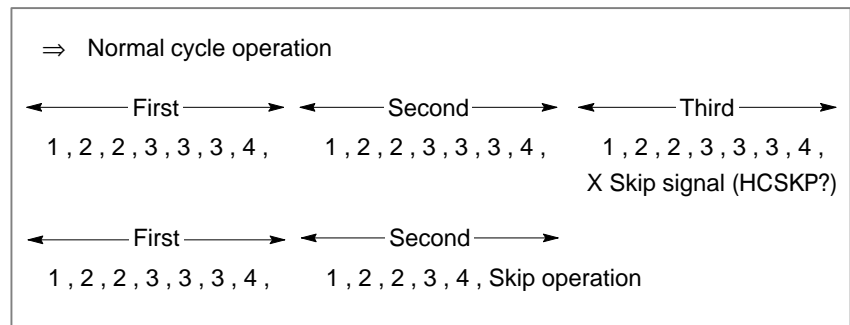 ⇒ Normal cycle operation
First Second Third
1 , 2 , 2 , 3 , 3 , 3 , 4 , 1 , 2 , 2 , 3 , 3 , 3 , 4 , 1 , 2 , 2 , 3 , 3 , 3 , 4 ,
X Skip signal (HCSKP?)
First Second
1 , 2 , 2 , 3 , 3 , 3 , 4 , 1 , 2 , 2 , 3 , 4 , Skip operation